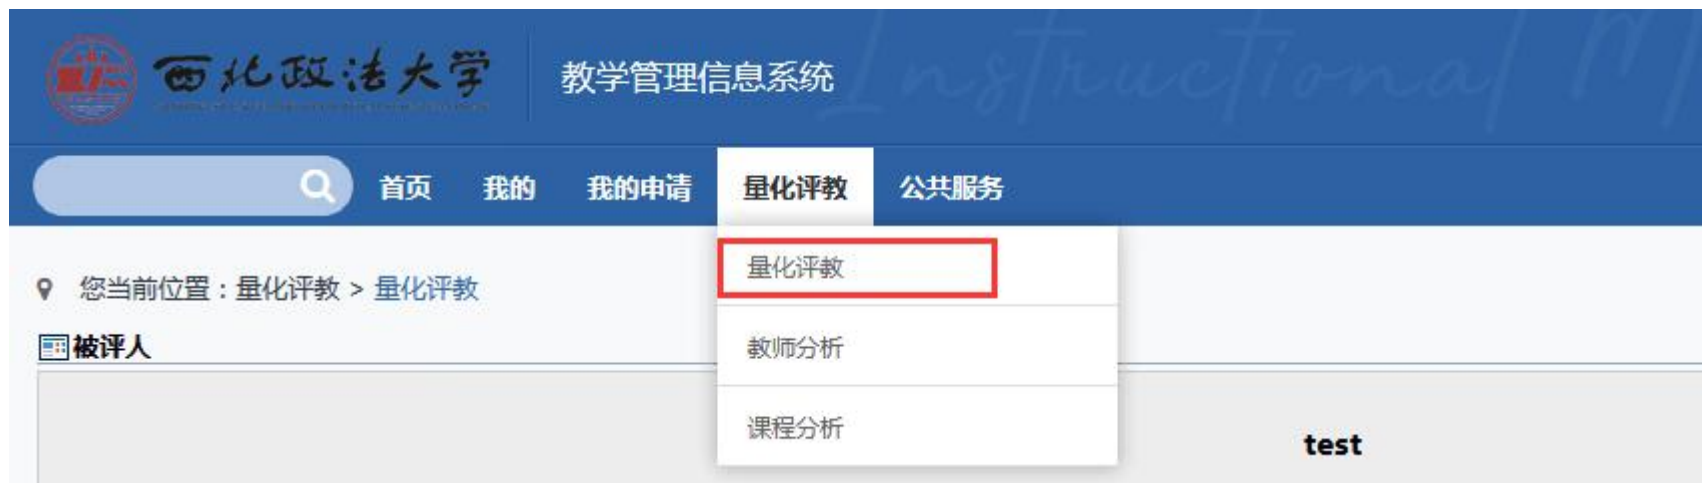 西北政法大学 教学管理信息系统
Instructional M
首页 我的 我的申请 量化评教 公共服务
量化评教
教师分析
课程分析
您当前位置：量化评教 > 量化评教
被评人
test